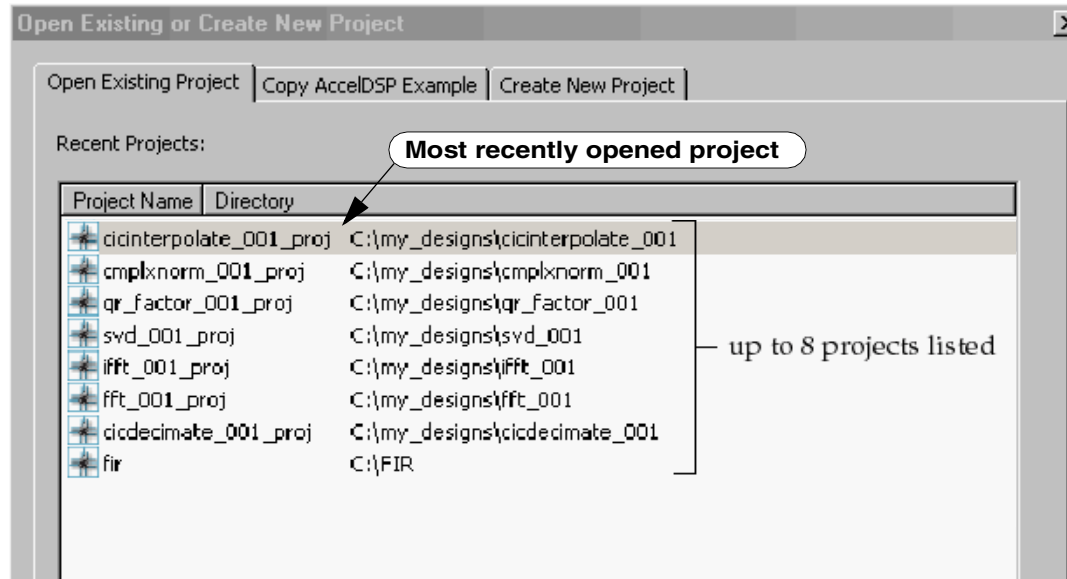 Open Existing or Create New Project
Open Existing Project Copy AccelDSP Example Create New Project
Recent Projects:
Most recently opened project
Project Name Directory
cicinterpolate_001_proj C:\my_designs\cicinterpolate_001
cmplxnorm_001_proj C:\my_designs\cmplxnorm_001
qr_factor_001_proj C:\my_designs\qr_factor_001
svd_001_proj C:\my_designs\svd_001
ifft_001_proj C:\my_designs\ifft_001
fft_001_proj C:\my_designs\fft_001
cicdecimate_001_proj C:\my_designs\cicdecimate_001
fir C:\FIR
up to 8 projects listed